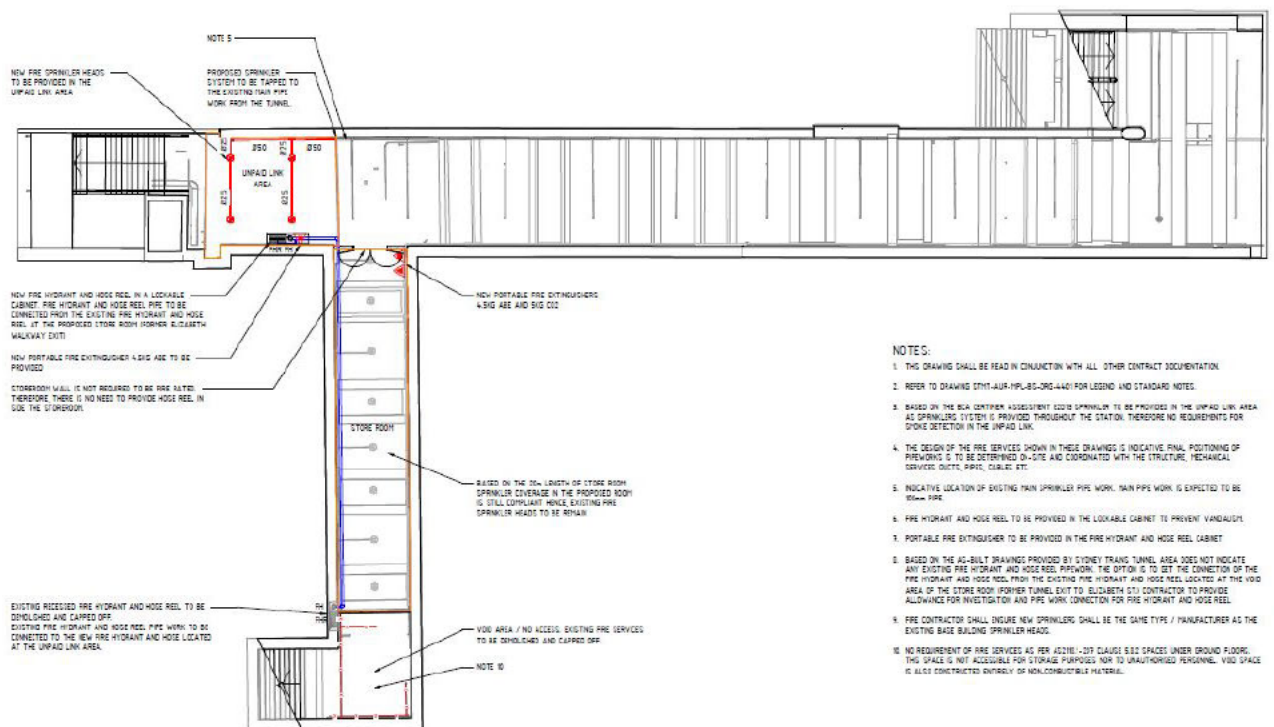 NOTE 5
NEW FIRE SPRINKLER HEADS
TO BE PROVIDED IN THE
UNPAID LINK AREA
PROPOSED SPRINKLER
SYSTEM TO BE TAPPED TO
THE EXISTING MAIN PIPE
WORK FROM THE TUNNEL.
Ø25
Ø50
Ø25
Ø50
UNPAID LINK
AREA
Ø25
Ø25
FHR FH
NEW FIRE HYDRANT AND HOSE REEL IN A LOCKABLE
CABINET. FIRE HYDRANT AND HOSE REEL PIPE TO BE
CONNECTED FROM THE EXISTING FIRE HYDRANT AND HOSE
REEL AT THE PROPOSED STORE ROOM (FORMER ELIZABETH
WALKWAY EXIT)
NEW PORTABLE FIRE EXTINGUISHER 4.5KG ABE TO BE
PROVIDED
STOREROOM WALL IS NOT REQUIRED TO BE FIRE RATED.
THEREFORE, THERE IS NO NEED TO PROVIDE HOSE REEL IN
SIDE THE STOREROOM.
NEW PORTABLE FIRE EXTINGUISHERS
4.5KG ABE AND 5KG CO2
STORE ROOM
BASED ON THE 20m LENGTH OF STORE ROOM
SPRINKLER COVERAGE IN THE PROPOSED ROOM
IS STILL COMPLIANT HENCE, EXISTING FIRE
SPRINKLER HEADS TO BE REMAIN
EXISTING RECESSED FIRE HYDRANT AND HOSE REEL TO BE
DEMOLISHED AND CAPPED OFF.
EXISTING FIRE HYDRANT AND HOSE REEL PIPE WORK TO BE
CONNECTED TO THE NEW FIRE HYDRANT AND HOSE LOCATED
AT THE UNPAID LINK AREA.
FH
VOID AREA / NO ACCESS. EXISTING FIRE SERVICES
TO BE DEMOLISHED AND CAPPED OFF
NOTE 10
NOTES:
1. THIS DRAWING SHALL BE READ IN CONJUNCTION WITH ALL OTHER CONTRACT DOCUMENTATION.
2. REFER TO DRAWING STMT-AUR-MPL-BS-DRG-4401 FOR LEGEND AND STANDARD NOTES.
3. BASED ON THE BCA CERTIFIER ASSESSMENT SPRINKLER TO BE PROVIDED IN THE UNPAID LINK AREA
AS SPRINKLERS SYSTEM IS PROVIDED THROUGHOUT THE STATION. THEREFORE NO REQUIREMENTS FOR
SMOKE DETECTION IN THE UNPAID LINK.
4. THE DESIGN OF THE FIRE SERVICES SHOWN IN THESE DRAWINGS IS INDICATIVE. FINAL POSITIONING OF
PIPEWORKS IS TO BE DETERMINED ON-SITE AND COORDINATED WITH THE STRUCTURE, MECHANICAL
SERVICES DUCTS, PIPES, CABLES ETC.
5. INDICATIVE LOCATION OF EXISTING MAIN SPRINKLER PIPE WORK. MAIN PIPE WORK IS EXPECTED TO BE
100mm PIPE.
6. FIRE HYDRANT AND HOSE REEL TO BE PROVIDED IN THE LOCKABLE CABINET TO PREVENT VANDALISM.
7. PORTABLE FIRE EXTINGUISHER TO BE PROVIDED IN THE FIRE HYDRANT AND HOSE REEL CABINET
8. BASED ON THE AS-BUILT DRAWINGS PROVIDED BY SYDNEY TRANS TUNNEL AREA DOES NOT INDICATE
ANY EXISTING FIRE HYDRANT AND HOSE REEL PIPEWORK. THE OPTION IS TO GET THE CONNECTION OF THE
FIRE HYDRANT AND HOSE REEL FROM THE EXISTING FIRE HYDRANT AND HOSE REEL LOCATED AT THE VOID
AREA OF THE STORE ROOM (FORMER TUNNEL EXIT TO ELIZABETH ST.) CONTRACTOR TO PROVIDE
ALLOWANCE FOR INVESTIGATION AND PIPE WORK CONNECTION FOR FIRE HYDRANT AND HOSE REEL
9. FIRE CONTRACTOR SHALL ENSURE NEW SPRINKLERS SHALL BE THE SAME TYPE / MANUFACTURER AS THE
EXISTING BASE BUILDING SPRINKLER HEADS.
10. NO REQUIREMENT OF FIRE SERVICES AS PER CLAUSE SPACES UNDER GROUND FLOORS.
THIS SPACE IS NOT ACCESSIBLE FOR STORAGE PURPOSES NOR TO UNAUTHORISED PERSONNEL. VOID SPACE
IS ALSO CONSTRUCTED ENTIRELY OF NON-COMBUSTIBLE MATERIAL.